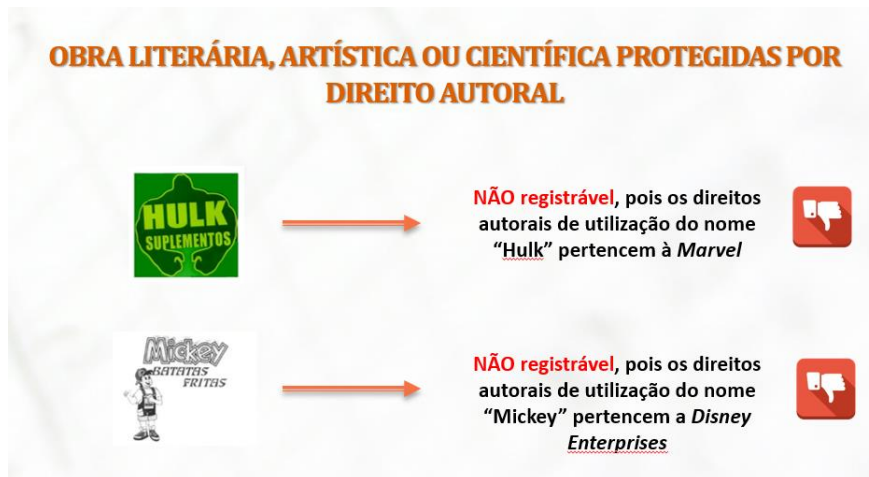 OBRA LITERÁRIA, ARTÍSTICA OU CIENTÍFICA PROTEGIDAS POR
DIREITO AUTORAL
HULK
SUPLEMENTOS
NÃO registrável, pois os direitos
autorais de utilização do nome
“Hulk” pertencem à Marvel
Mickey
BATATAS
FRITAS
NÃO registrável, pois os direitos
autorais de utilização do nome
“Mickey” pertencem a Disney
Enterprises